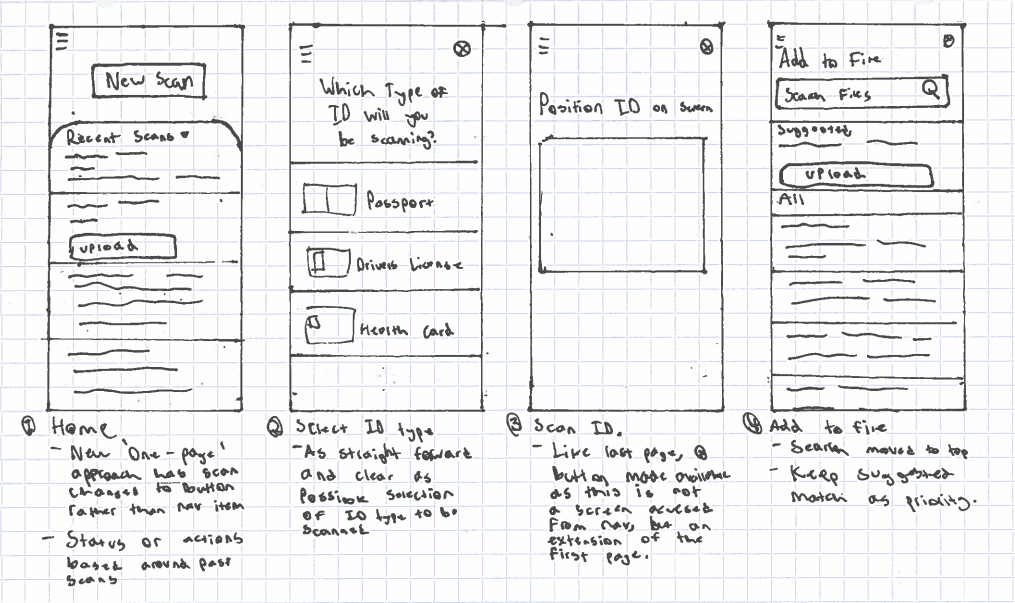 New Scan
Recent Scans
upload
Which Type of
ID will you
be scanning?
Passport
Drivers License
Health Card
Position ID on screen
Add to File
Search Files
Suggested
upload
All
1 Home
- New 'One-page'
approach has scan
changed to button
rather than nav item
- Status or actions
based around past
scans
2 Select ID type
- As straight forward
and clear as
possible selection
of ID type to be
scanned
3 Scan ID.
- Like last page, ⊗
button made available
as this is not
a screen accessed
from nav, but an
extension of the
first page.
4 Add to file
- Search moved to top
- Keep suggested
match as priority.